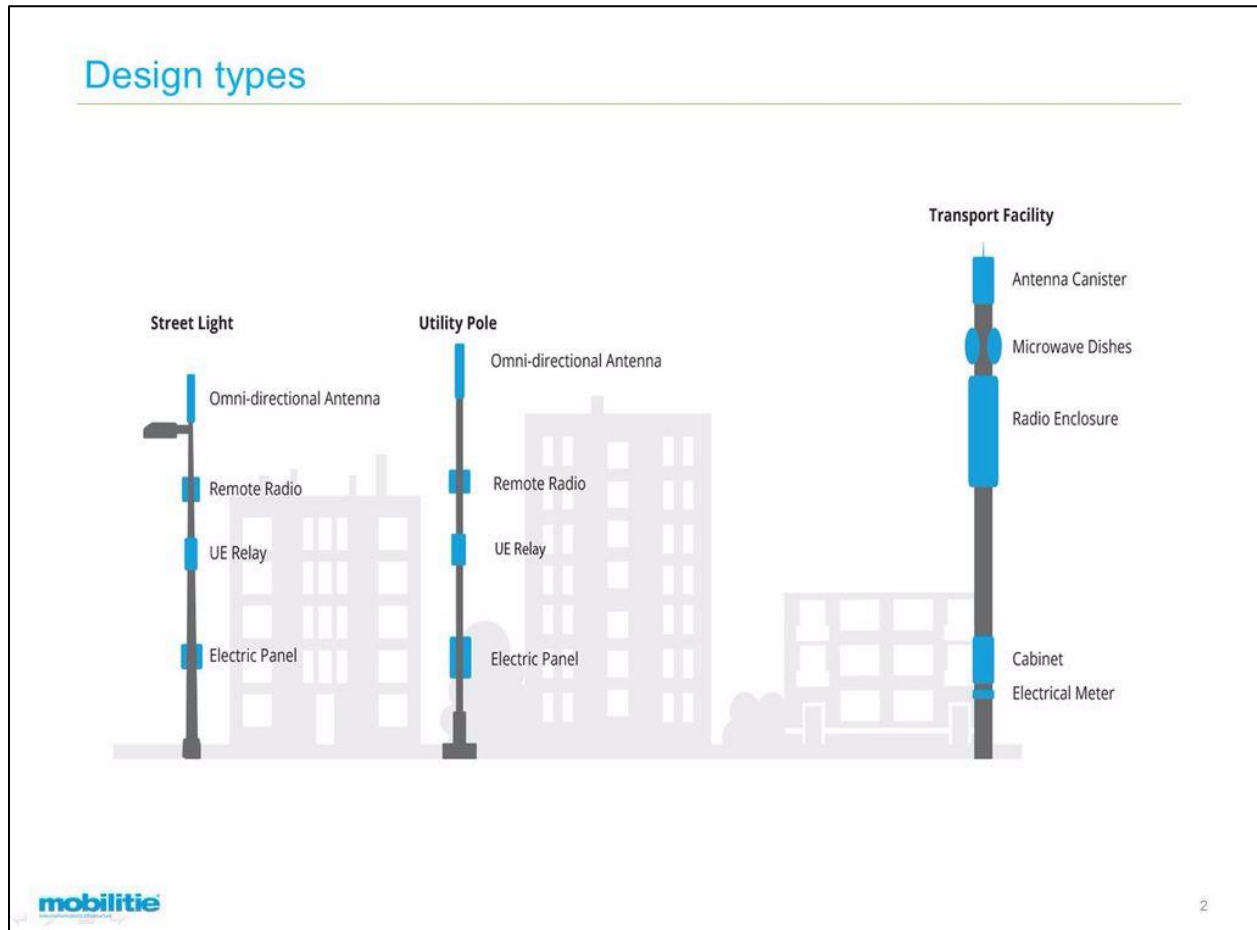 Design types
Street Light
Omni-directional Antenna
Remote Radio
UE Relay
Electric Panel
Utility Pole
Omni-directional Antenna
Remote Radio
UE Relay
Electric Panel
Transport Facility
Antenna Canister
Microwave Dishes
Radio Enclosure
Cabinet
Electrical Meter
mobilitie
2